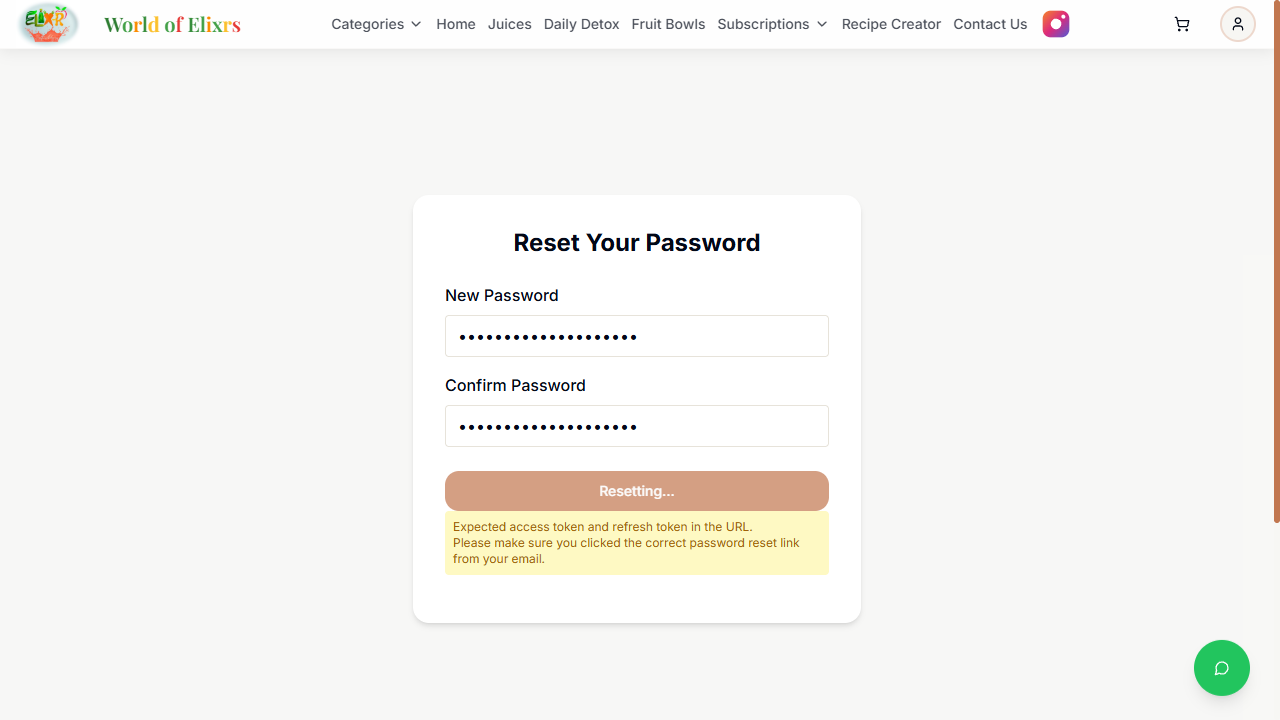 ELIXR
World of Elixrs
Categories
Home
Juices
Daily Detox
Fruit Bowls
Subscriptions
Recipe Creator
Contact Us
Reset Your Password
New Password
••••••••••••••••••••
Confirm Password
••••••••••••••••••••
Resetting...
Expected access token and refresh token in the URL.
Please make sure you clicked the correct password reset link
from your email.